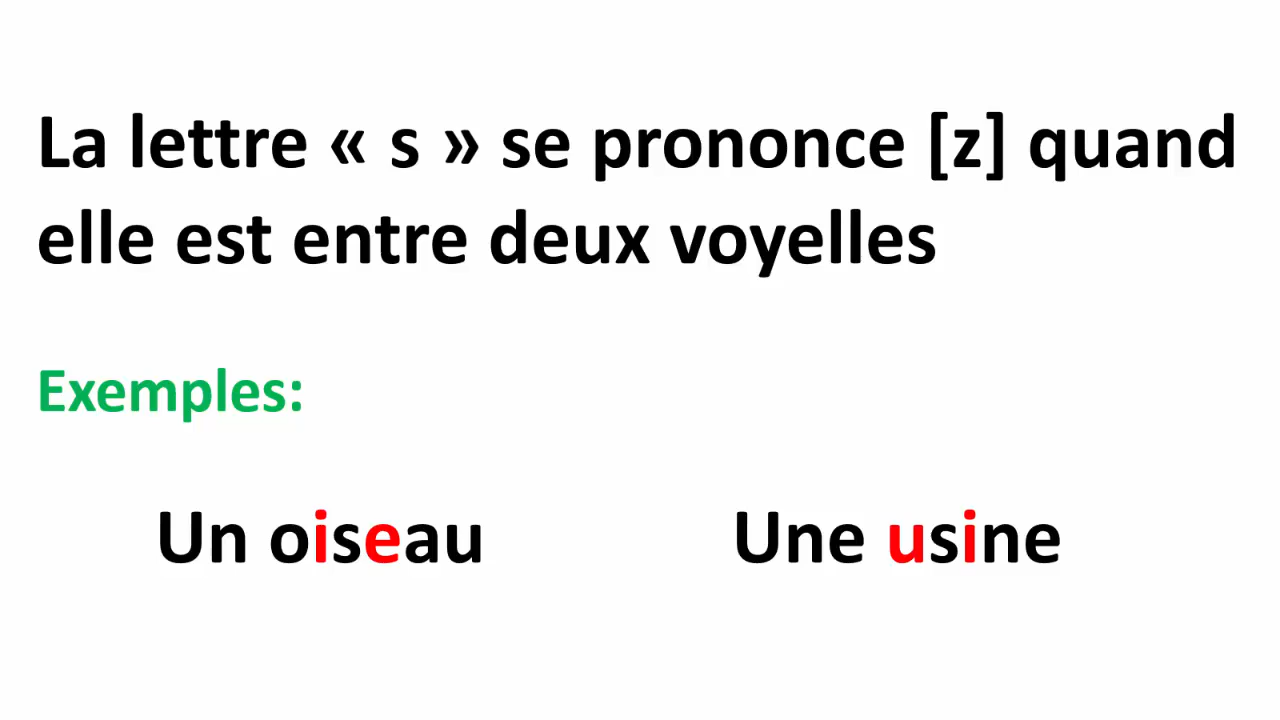 La lettre « s » se prononce [z] quand
elle est entre deux voyelles
Exemples:
Un oiseau Une usine